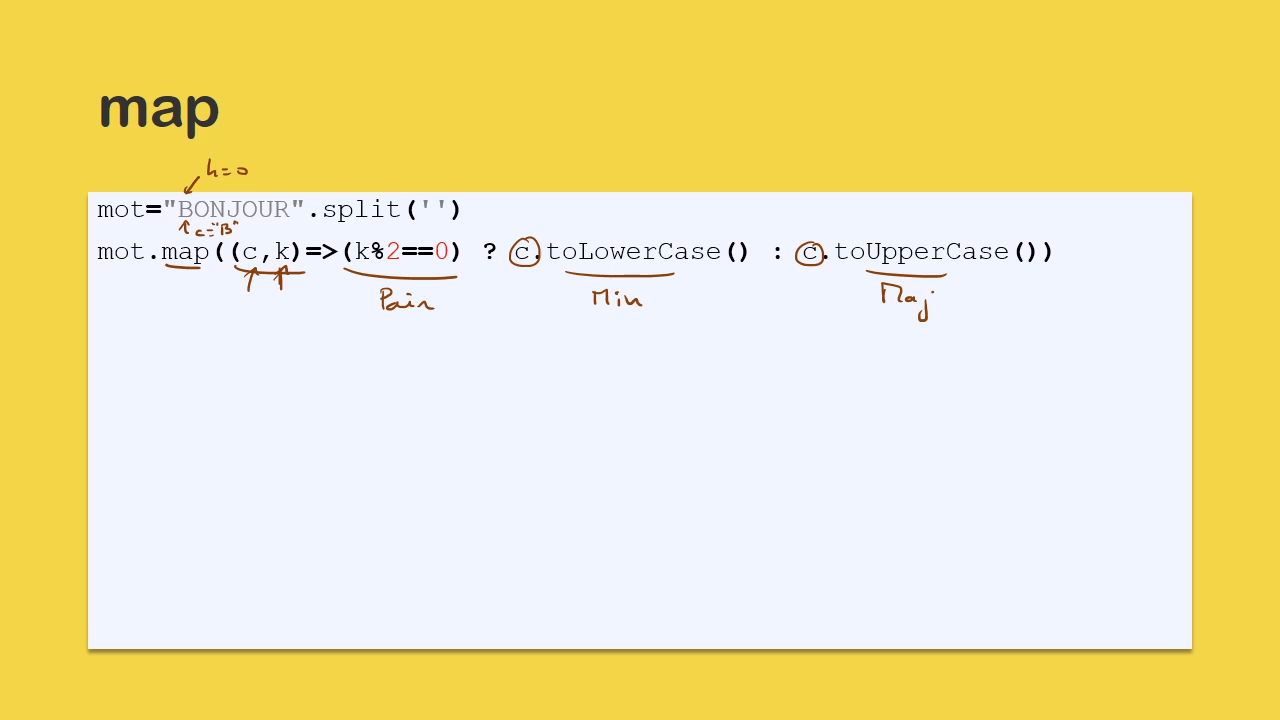 map
k=0
mot="BONJOUR".split('')
c="B"
mot.map((c,k)=>(k%2==0) ? c.toLowerCase() : c.toUpperCase())
Pair Min Maj